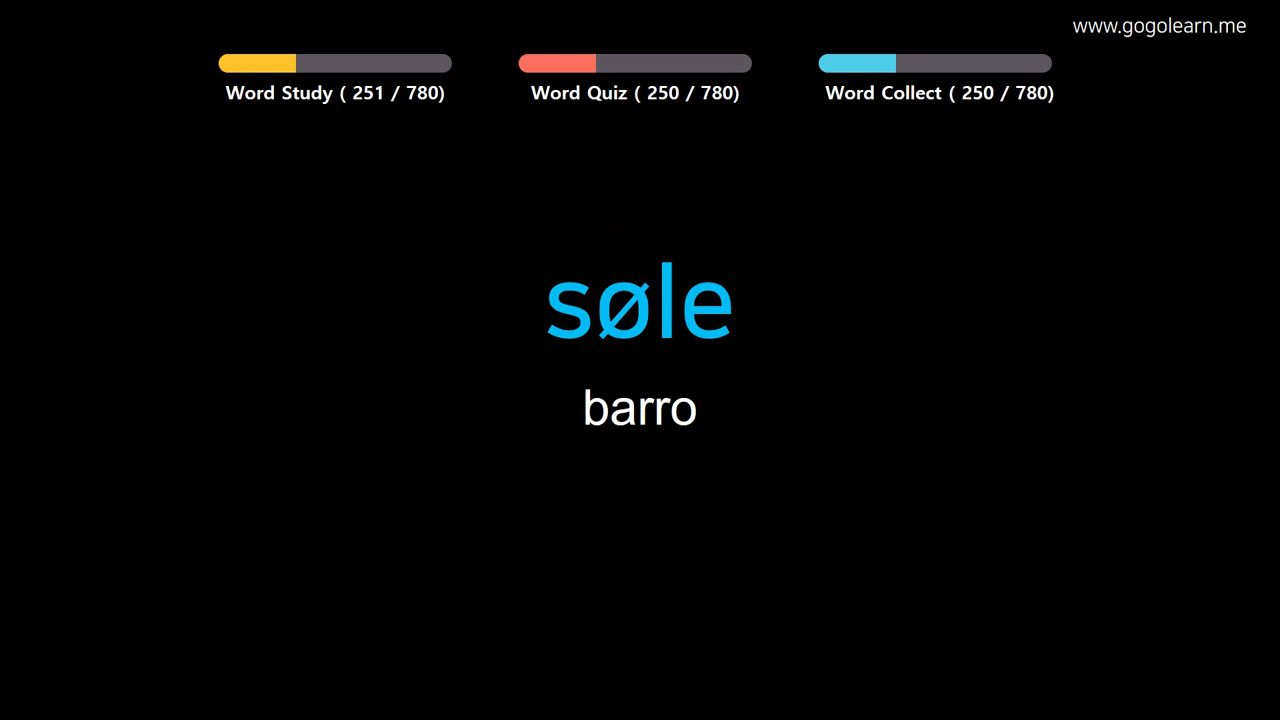 www.gogolearn.me
Word Study ( 251 / 780)
Word Quiz ( 250 / 780)
Word Collect ( 250 / 780)
søle
barro